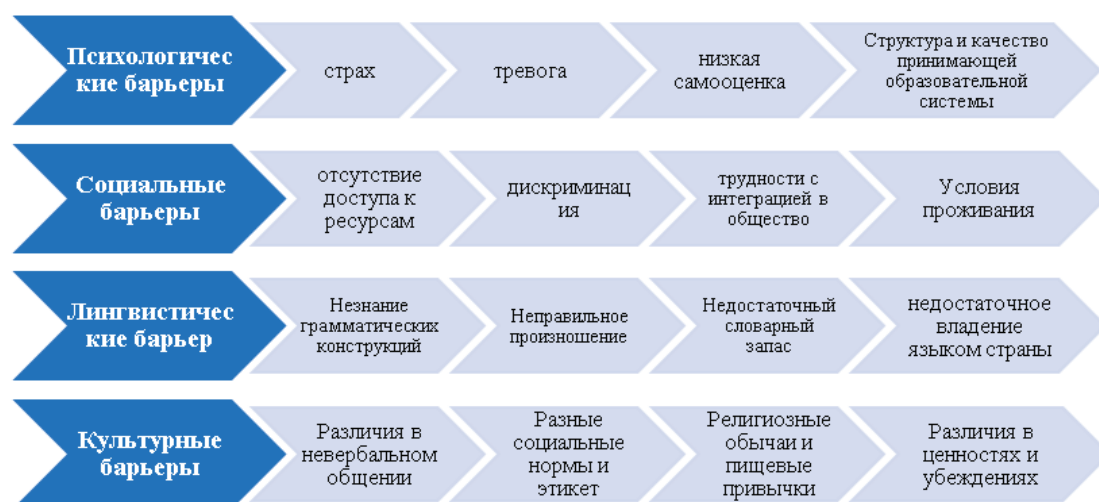 Психологичес
кие барьеры
страх
тревога
низкая
самооценка
Структура и качество
принимающей
образовательной
системы
Социальные
барьеры
отсутствие
доступа к
ресурсам
дискриминац
ия
трудности с
интеграцией в
общество
Условия
проживания
Лингвистичес
кие барьер
Незнание
грамматических
конструкций
Неправильное
произношение
Недостаточный
словарный
запас
недостаточное
владение
языком страны
Культурные
барьеры
Различия в
невербальном
общении
Разные
социальные
нормы и
этикет
Религиозные
обычаи и
пищевые
привычки
Различия в
ценностях и
убеждениях